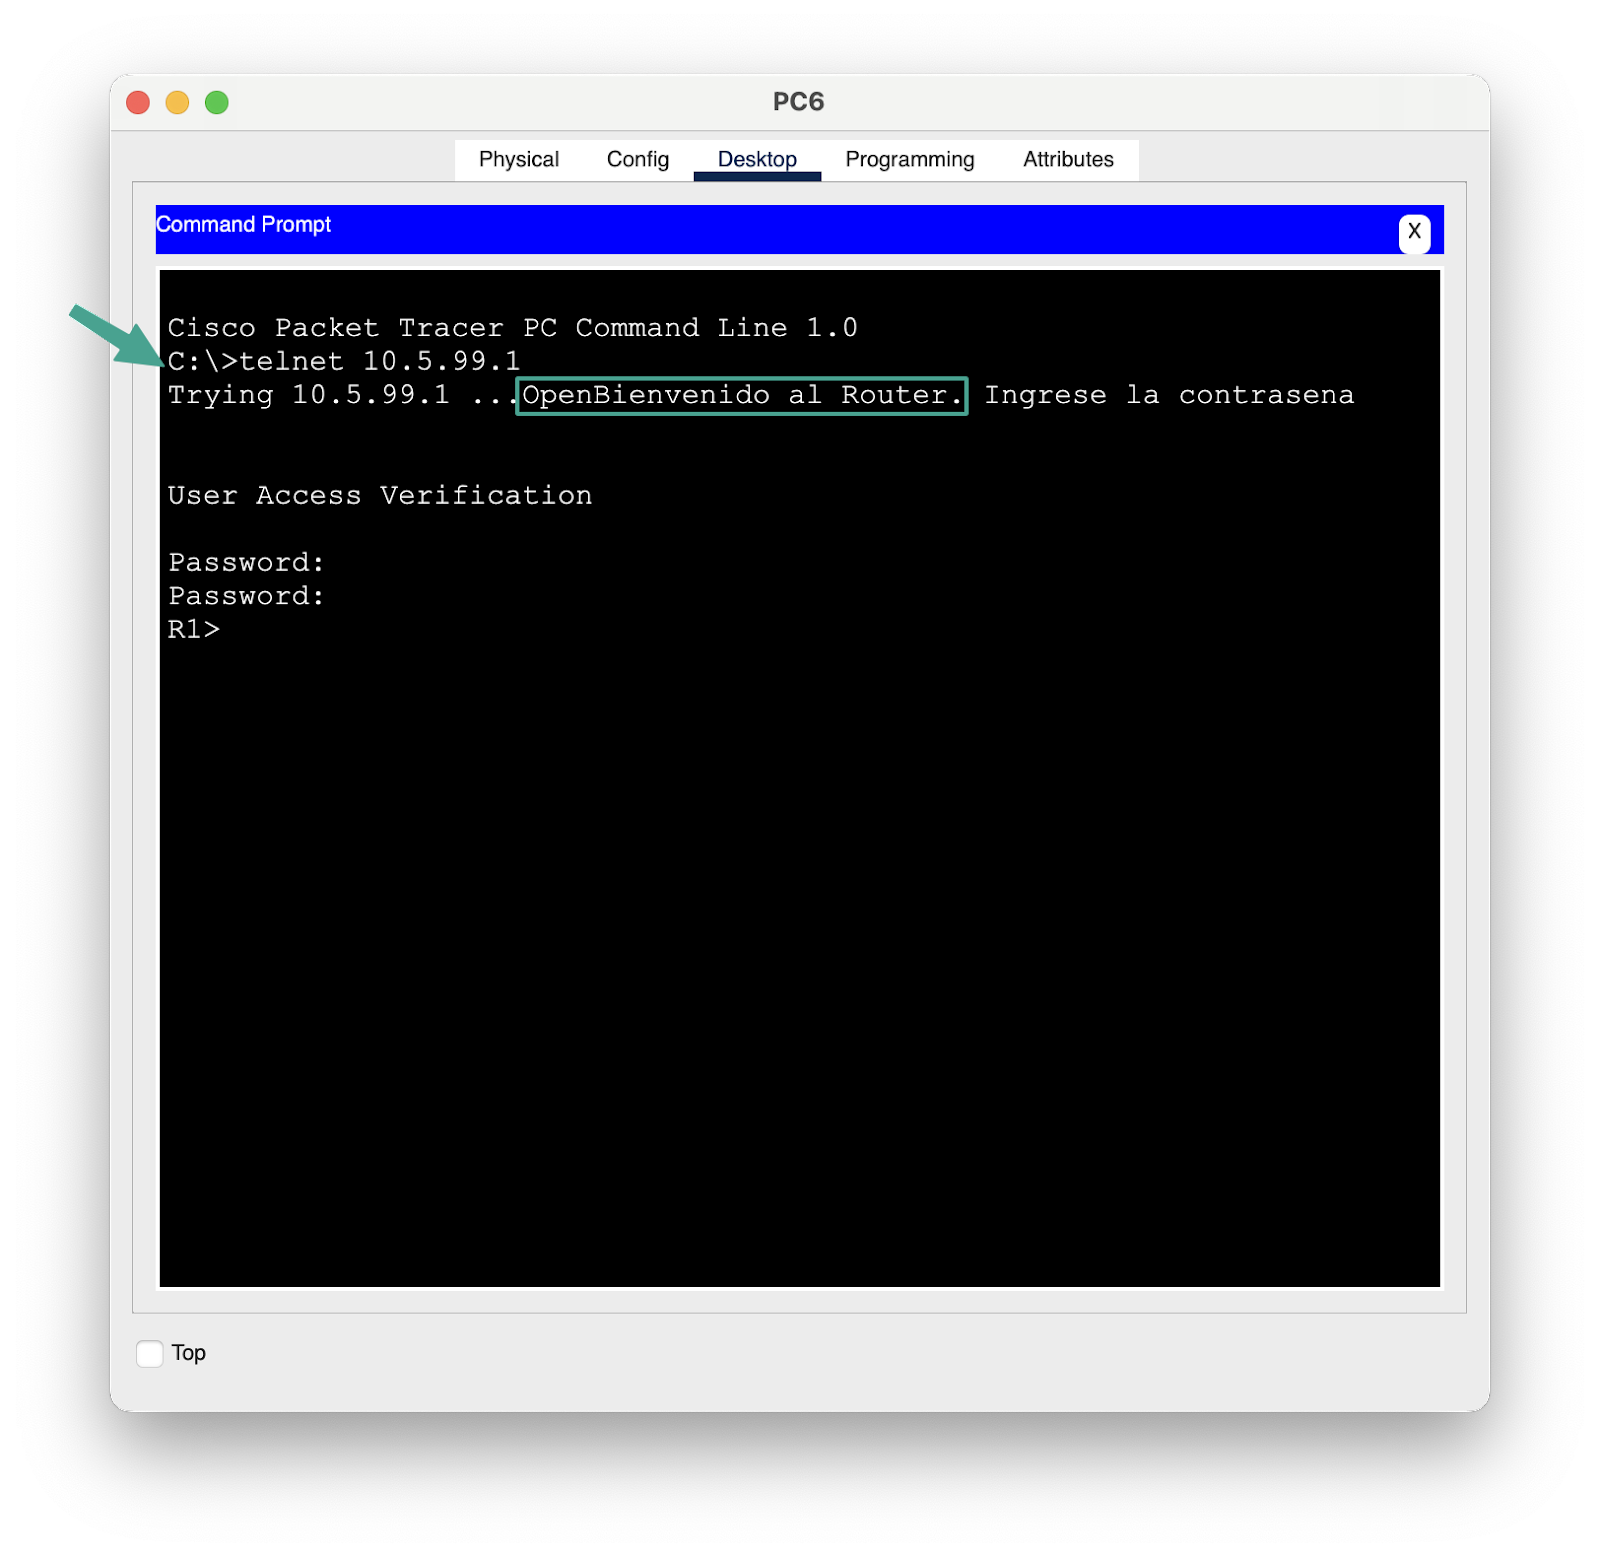 PC6
Physical Config Desktop Programming Attributes
Command Prompt
X
Cisco Packet Tracer PC Command Line 1.0
C:\>telnet 10.5.99.1
Trying 10.5.99.1 ...OpenBienvenido al Router. Ingrese la contrasena
User Access Verification
Password:
Password:
R1>
Top